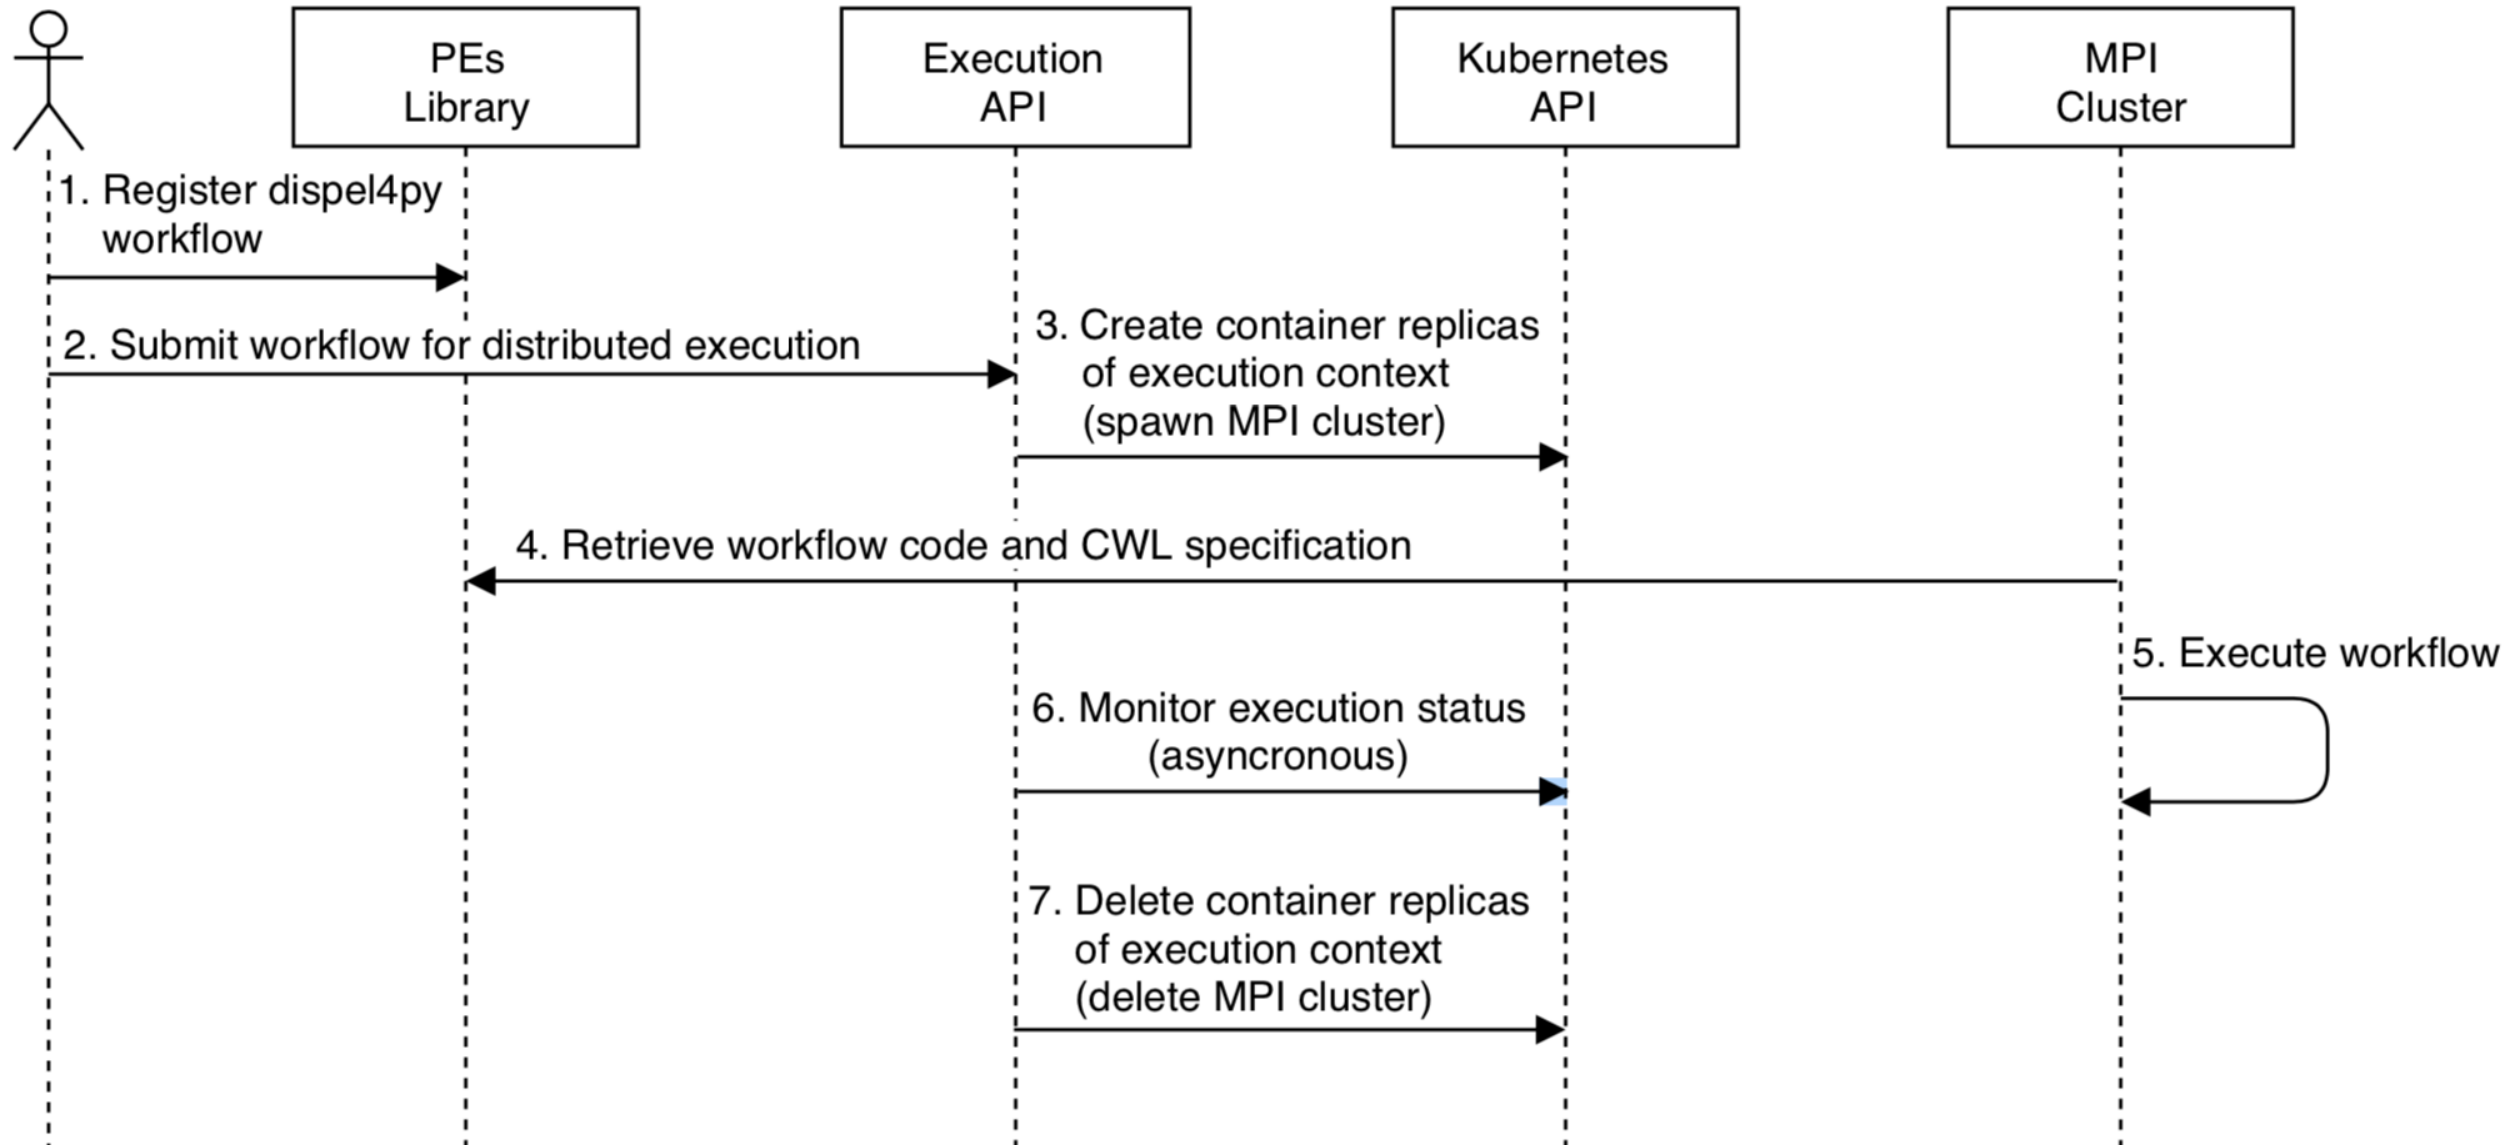 PEs
Library
Execution
API
Kubernetes
API
MPI
Cluster
1. Register dispel4py
workflow
2. Submit workflow for distributed execution
3. Create container replicas
of execution context
(spawn MPI cluster)
4. Retrieve workflow code and CWL specification
5. Execute workflow
6. Monitor execution status
(asyncronous)
7. Delete container replicas
of execution context
(delete MPI cluster)